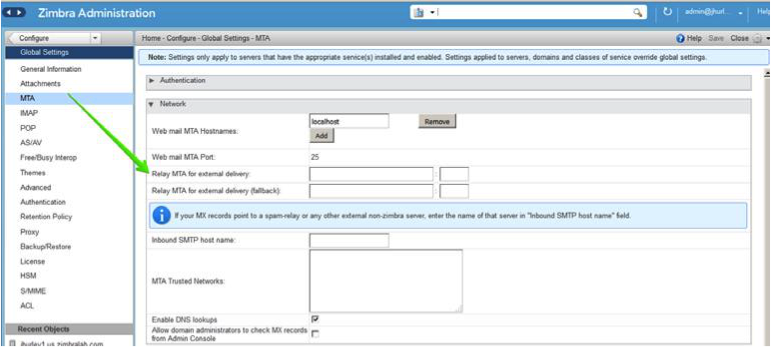 Zimbra Administration
admin@jhurl...
Help
Configure
Home - Configure - Global Settings - MTA
Help Save Close
Global Settings
Note: Settings only apply to servers that have the appropriate service(s) installed and enabled. Settings applied to servers, domains and classes of service override global settings.
General Information
Attachments
MTA
IMAP
POP
AS/AV
Free/Busy Interop
Themes
Advanced
Authentication
Retention Policy
Proxy
Backup/Restore
License
HSM
S/MIME
ACL
Recent Objects
jhurley1.us.zimbralab.com
Authentication
Network
Web mail MTA Hostnames:
localhost
Remove
Add
Web mail MTA Port:
25
Relay MTA for external delivery:
:
Relay MTA for external delivery (fallback):
:
If your MX records point to a spam-relay or any other external non-zimbra server, enter the name of that server in "Inbound SMTP host name" field.
Inbound SMTP host name:
MTA Trusted Networks:
Enable DNS lookups
Allow domain administrators to check MX records
from Admin Console